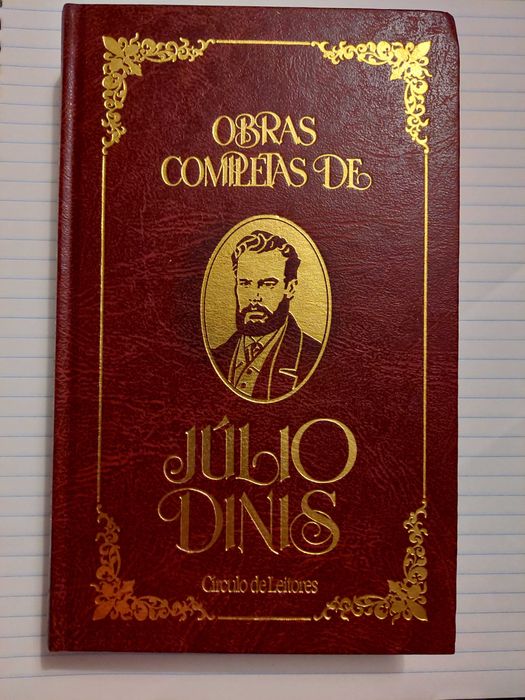 OBRAS
COMPLETAS DE
JÚLIO
DINIS
Círculo de Leitores